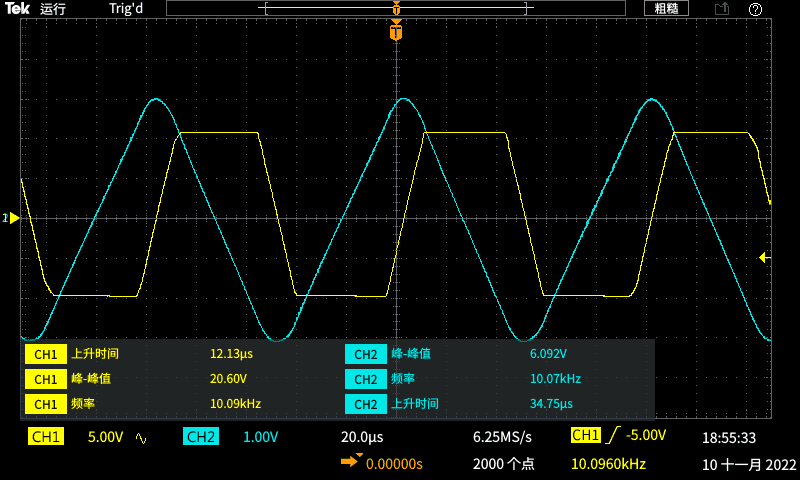 Tek 运行 Trig'd 粗糙 ?
T
T
2
CH1 上升时间 12.13µs CH2 峰-峰值 6.092V
CH1 峰-峰值 20.60V CH2 频率 10.07kHz
CH1 频率 10.09kHz CH2 上升时间 34.75µs
CH1 5.00V CH2 1.00V 20.0µs 6.25MS/s CH1 -5.00V 18:55:33
0.00000s 2000 个点 10.0960kHz 10 十一月 2022